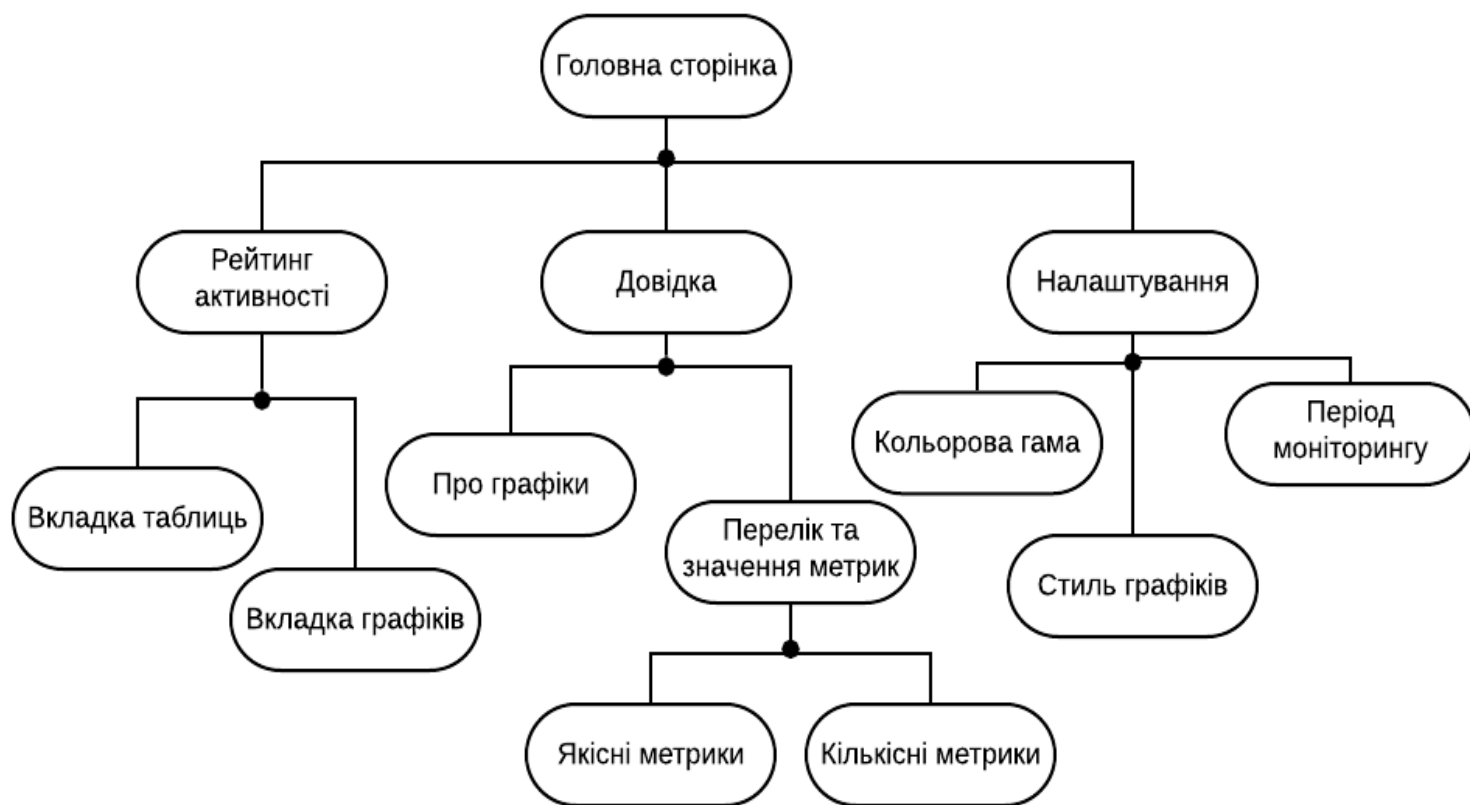 Головна сторінка
Рейтинг
активності
Довідка
Налаштування
Вкладка таблиць
Вкладка графіків
Про графіки
Перелік та
значення метрик
Якісні метрики
Кількісні метрики
Кольорова гама
Стиль графіків
Період
моніторингу